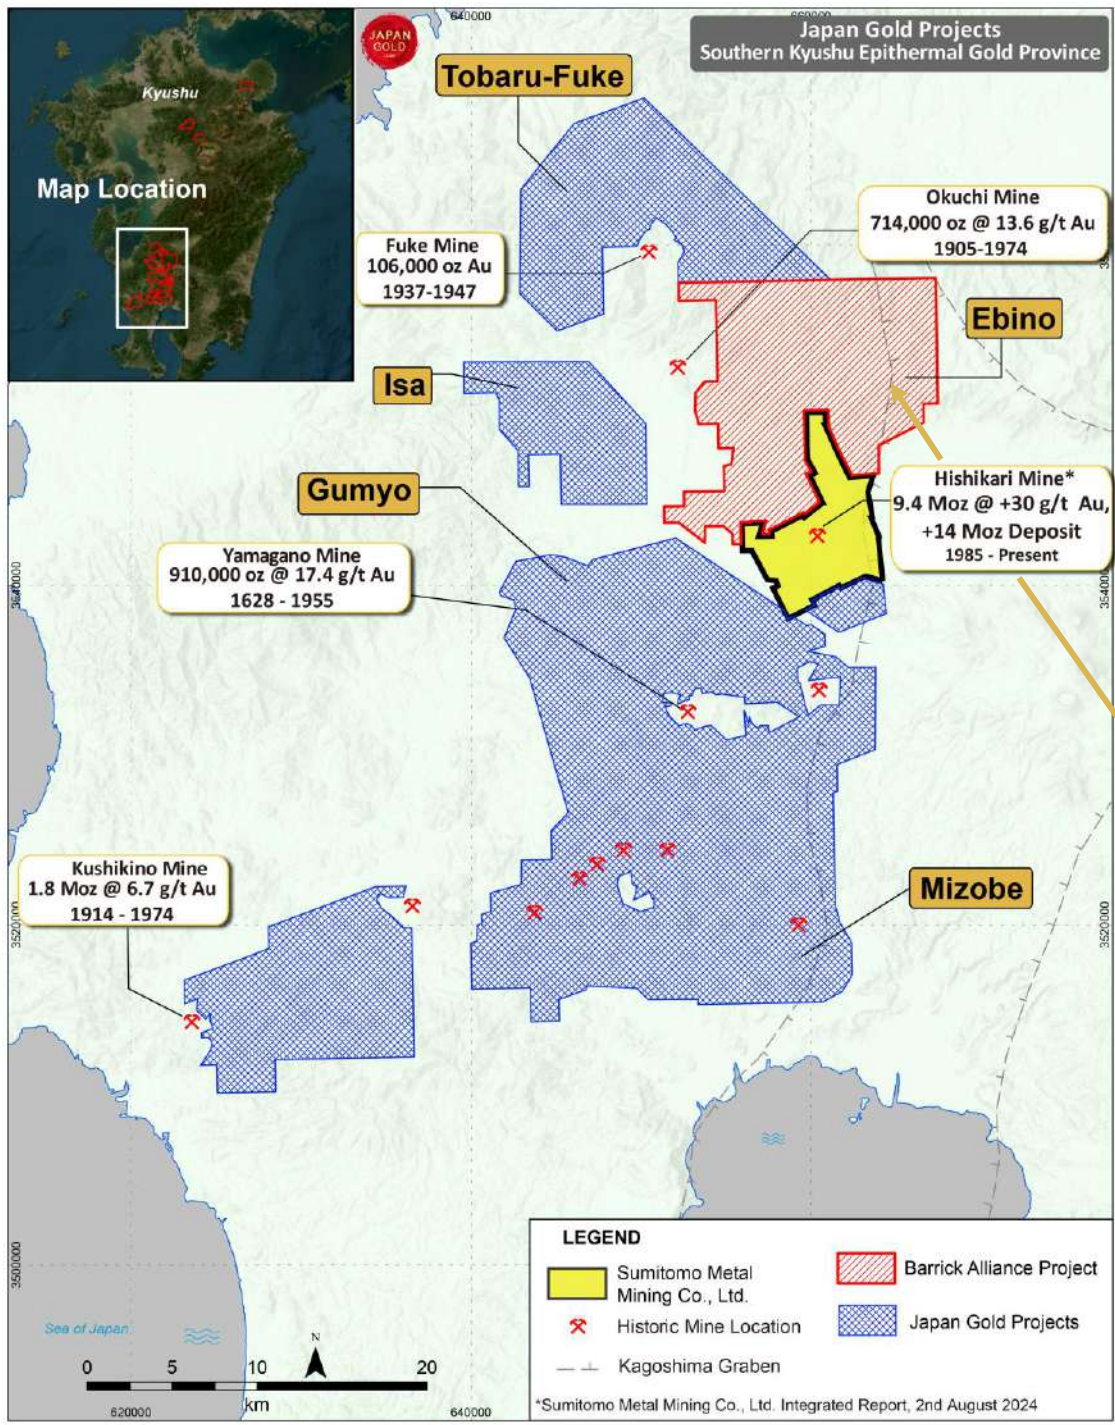 640000
660000
JAPAN
GOLD
Japan Gold Projects
Southern Kyushu Epithermal Gold Province
Kyushu
Map Location
Tobaru-Fuke
Okuchi Mine
714,000 oz @ 13.6 g/t Au
1905-1974
Fuke Mine
106,000 oz Au
1937-1947
Ebino
Isa
Hishikari Mine*
9.4 Moz @ +30 g/t Au,
+14 Moz Deposit
1985 - Present
Gumyo
Yamagano Mine
910,000 oz @ 17.4 g/t Au
1628 - 1955
3540000
3540000
Kushikino Mine
1.8 Moz @ 6.7 g/t Au
1914 - 1974
Mizobe
3520000
3520000
3500000
Sea of Japan
N
0 5 10 20
km
620000
640000
LEGEND
Sumitomo Metal
Mining Co., Ltd.
Historic Mine Location
Kagoshima Graben
Barrick Alliance Project
Japan Gold Projects
*Sumitomo Metal Mining Co., Ltd. Integrated Report, 2nd August 2024